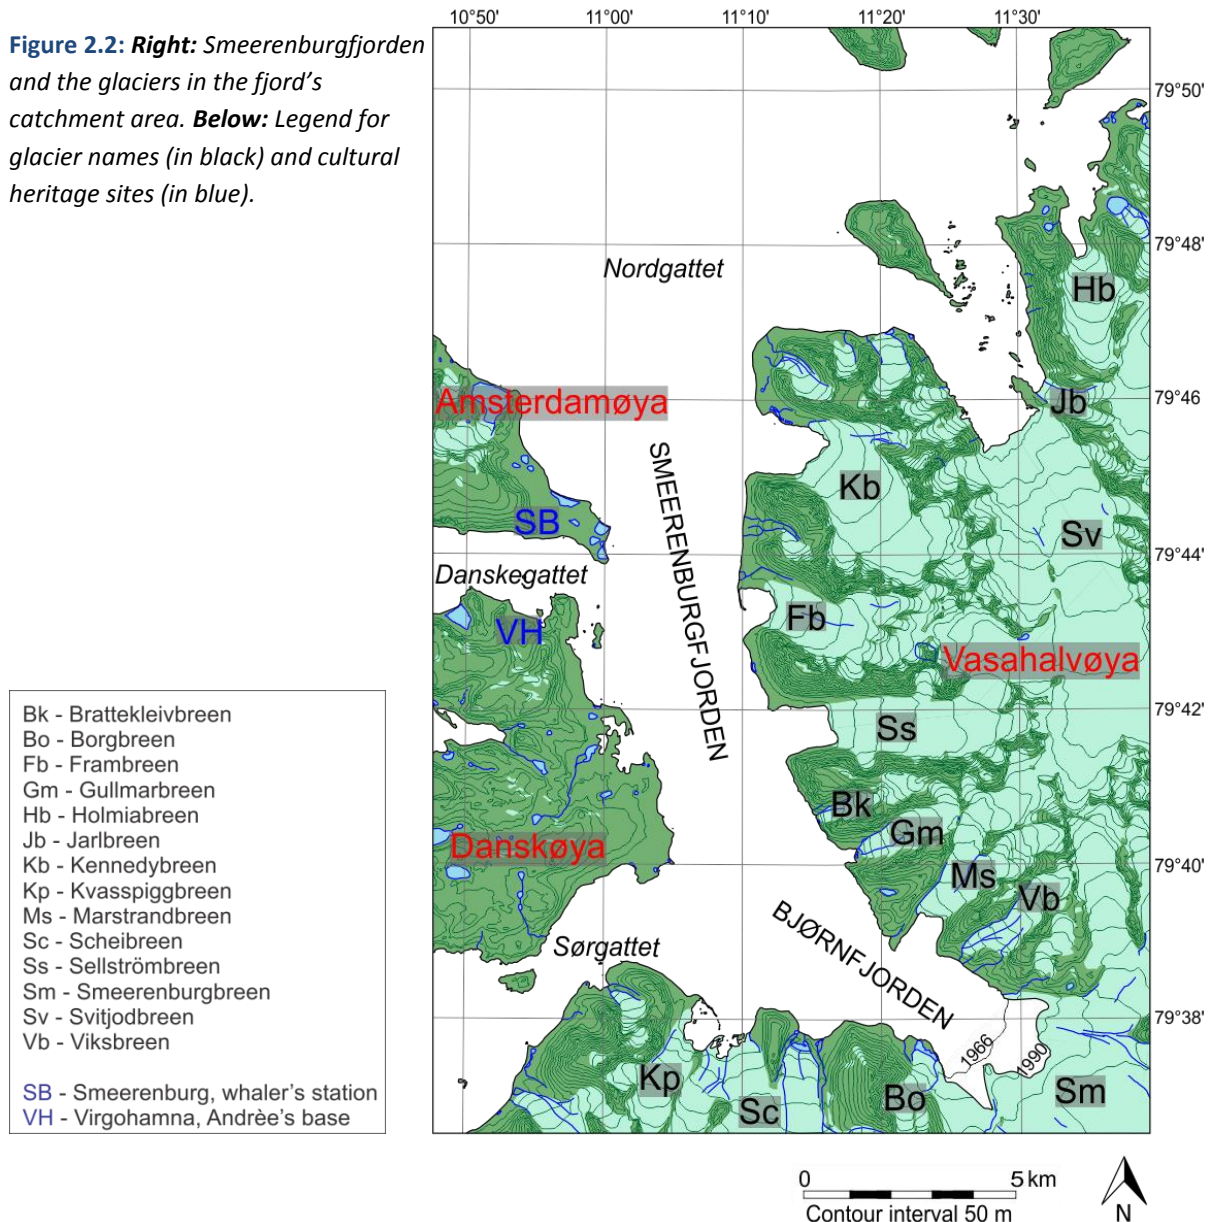 Figure 2.2: Right: Smeerenburgfjorden
and the glaciers in the fjord's
catchment area. Below: Legend for
glacier names (in black) and cultural
heritage sites (in blue).
10°50' 11°00' 11°10' 11°20' 11°30'
79°50'
79°48'
Nordgattet
Hb
Amsterdamøya
Jb
79°46
SMEERENBURGFJORDEN
Kb
SB
Sv
79°44
Danskegattet
VH
Fb
Vasahalvøya
79°42
Ss
Bk
Gm
Danskøya
79°40
Ms
Vb
Sørgattet
BJØRNFJORDEN
79°38'
1966
1990
Kp
Sc
Bo
Sm
Bk - Brattekleivbreen
Bo - Borgbreen
Fb - Frambreen
Gm - Gullmarbreen
Hb - Holmiabreen
Jb - Jarlbreen
Kb - Kennedybreen
Kp - Kvasspiggbreen
Ms - Marstrandbreen
Sc - Scheibreen
Ss - Sellströmbreen
Sm - Smeerenburgbreen
Sv - Svitjodbreen
Vb - Viksbreen
SB - Smeerenburg, whaler's station
VH - Virgohamna, Andrèe's base
0 5 km
Contour interval 50 m
N